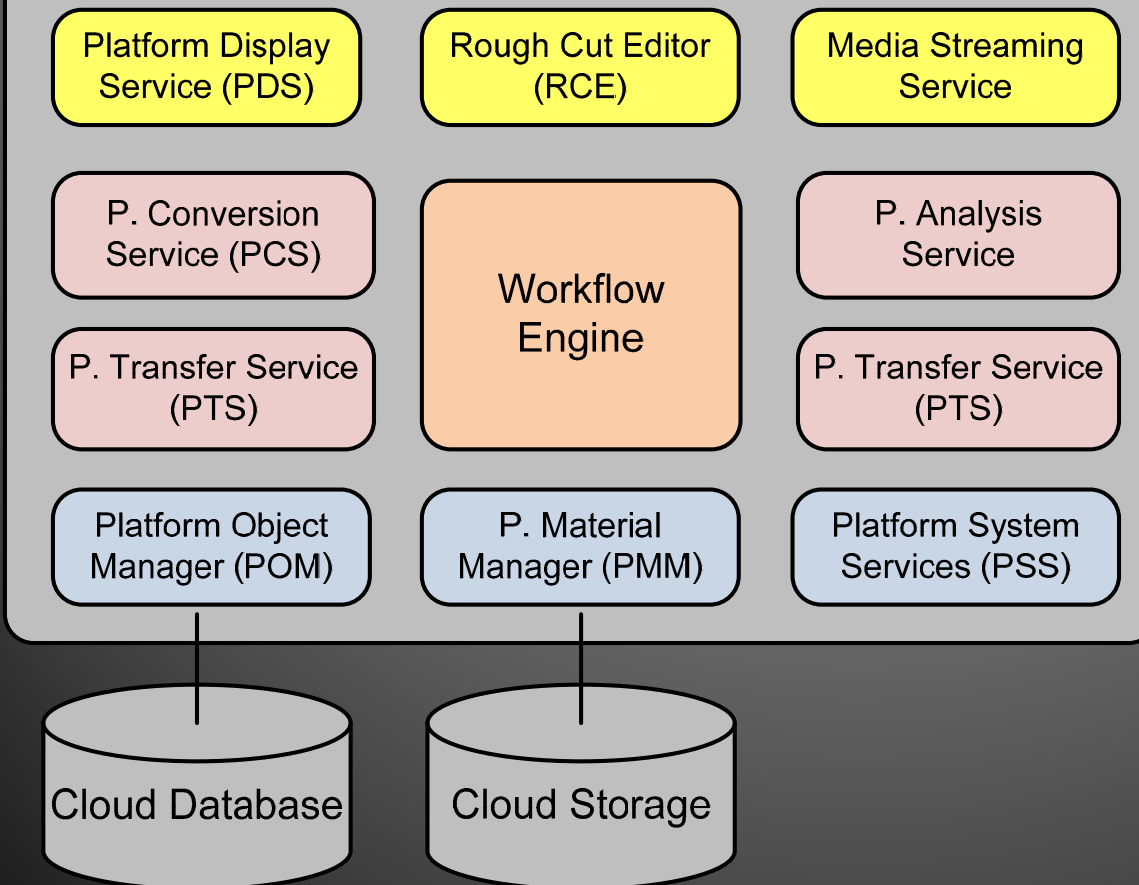 Platform Display
Service (PDS)
Rough Cut Editor
(RCE)
Media Streaming
Service
P. Conversion
Service (PCS)
Workflow
Engine
P. Analysis
Service
P. Transfer Service
(PTS)
P. Transfer Service
(PTS)
Platform Object
Manager (POM)
P. Material
Manager (PMM)
Platform System
Services (PSS)
Cloud Database
Cloud Storage